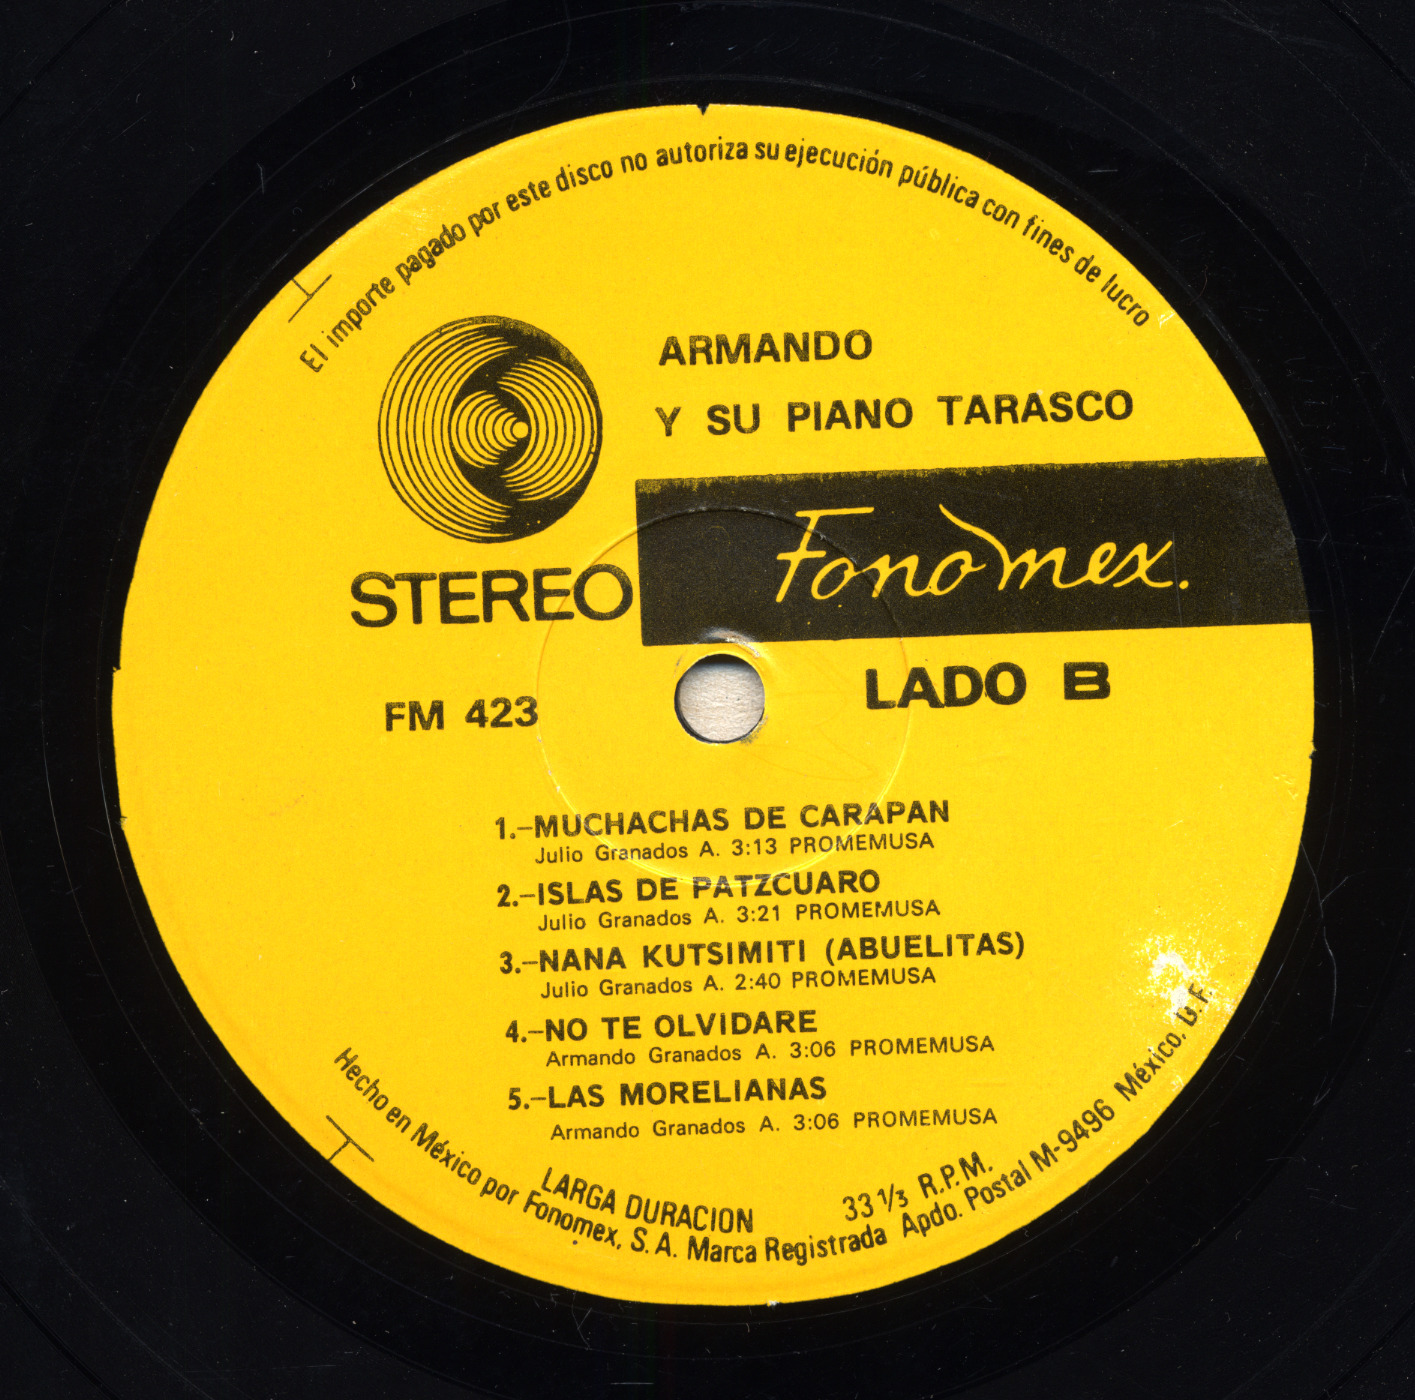 El importe pagado por este disco no autoriza su ejecución pública con fines de lucro
ARMANDO
Y SU PIANO TARASCO
Fonomex.
STEREO
LADO B
FM 423
1.-MUCHACHAS DE CARAPAN
Julio Granados A. 3:13 PROMEMUSA
2.-ISLAS DE PATZCUARO
Julio Granados A. 3:21 PROMEMUSA
3.-NANA KUTSIMITI (ABUELITAS)
Julio Granados A. 2:40 PROMEMUSA
4.-NO TE OLVIDARE
Armando Granados A. 3:06 PROMEMUSA
5.-LAS MORELIANAS
Armando Granados A. 3:06 PROMEMUSA
LARGA DURACION 33 1/3 R.P.M.
Hecho en México por Fonomex, S.A. Marca Registrada Apdo. Postal M-9496 México, D.F.